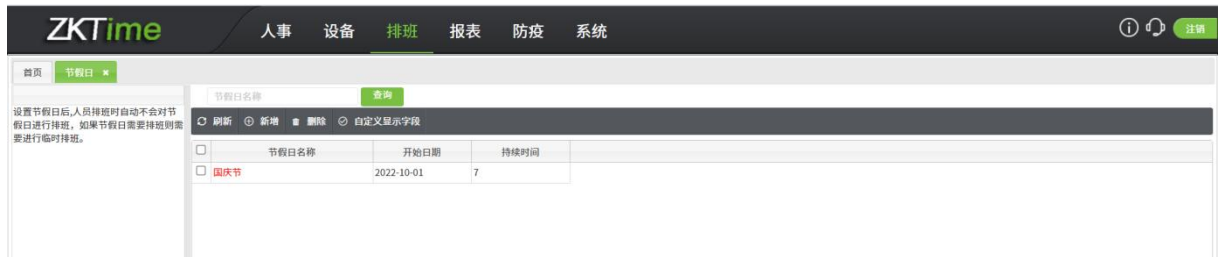 ZKTime 人事 设备 排班 报表 防疫 系统 注销
首页 节假日
节假日名称 查询
设置节假日后,人员排班时自动不会对节
假日进行排班，如果节假日需要排班则需
要进行临时排班。
刷新 新增 删除 自定义显示字段
节假日名称 开始日期 持续时间
国庆节 2022-10-01 7